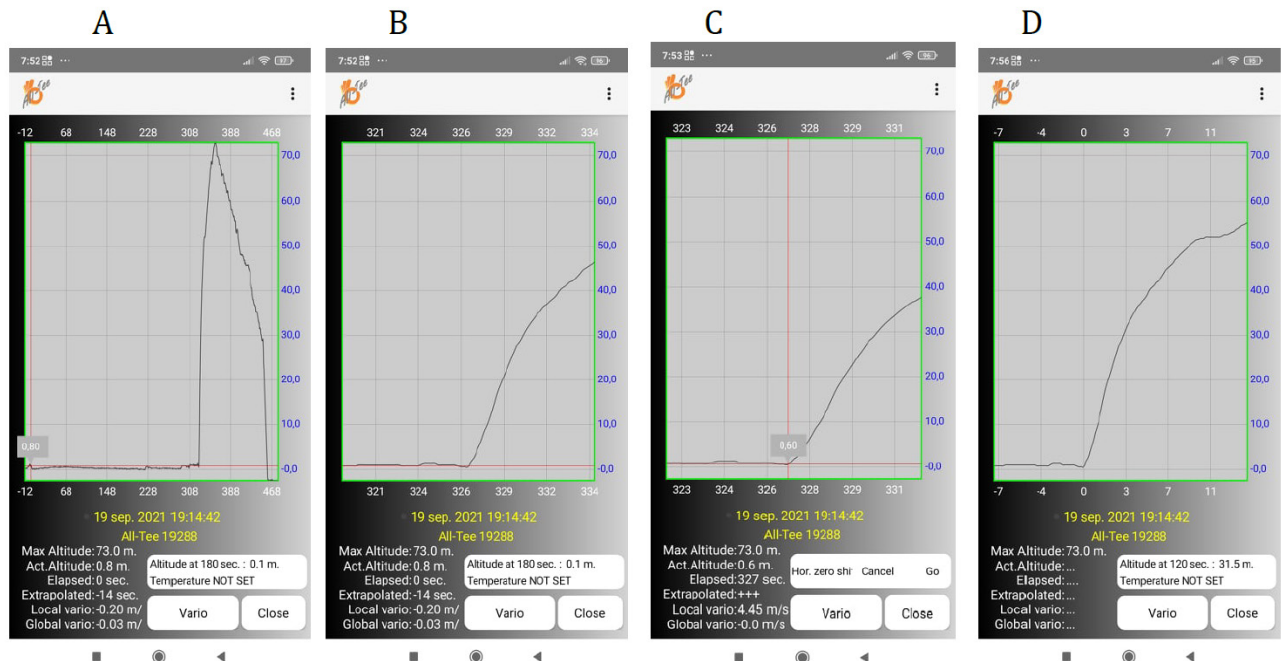 A
7:52 ... 97
All-Tee
-12 68 148 228 308 388 468
70,0
60,0
50,0
40,0
30,0
20,0
10,0
0,80
-0,0
-12 68 148 228 308 388 468
19 sep. 2021 19:14:42
All-Tee 19288
Max Altitude:73.0 m.
Act.Altitude:0.8 m.
Elapsed:0 sec.
Extrapolated:-14 sec.
Local vario:-0.20 m/
Global vario:-0.03 m/
Altitude at 180 sec. : 0.1 m.
Temperature NOT SET
Vario
Close
B
7:52 ... 96
All-Tee
321 324 326 329 332 334
70,0
60,0
50,0
40,0
30,0
20,0
10,0
-0,0
321 324 326 329 332 334
19 sep. 2021 19:14:42
All-Tee 19288
Max Altitude:73.0 m.
Act.Altitude:0.8 m.
Elapsed:0 sec.
Extrapolated:-14 sec.
Local vario:-0.20 m/
Global vario:-0.03 m/
Altitude at 180 sec. : 0.1 m.
Temperature NOT SET
Vario
Close
C
7:53 ... 96
All-Tee
323 324 326 328 329 331
70,0
60,0
50,0
40,0
30,0
20,0
10,0
0,60
-0,0
323 324 326 328 329 331
19 sep. 2021 19:14:42
All-Tee 19288
Max Altitude:73.0 m.
Act.Altitude:0.6 m.
Elapsed:327 sec.
Extrapolated:+++
Local vario:4.45 m/s
Global vario:-0.0 m/s
Hor. zero shi Cancel Go
Vario
Close
D
7:56 ... 95
All-Tee
-7 -4 0 3 7 11
70,0
60,0
50,0
40,0
30,0
20,0
10,0
-0,0
-7 -4 0 3 7 11
19 sep. 2021 19:14:42
All-Tee 19288
Max Altitude:73.0 m.
Act.Altitude:...
Elapsed:....
Extrapolated:...
Local vario:...
Global vario:...
Altitude at 120 sec. : 31.5 m.
Temperature NOT SET
Vario
Close